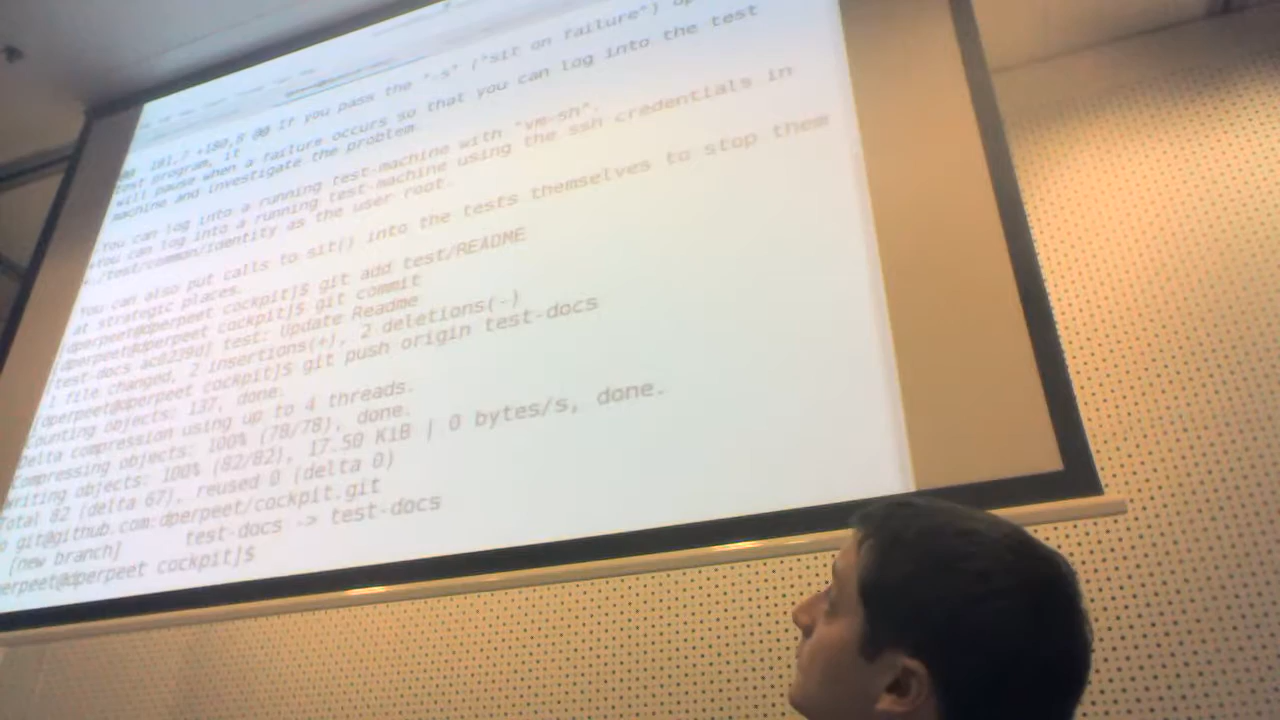 @@ -181,7 +180,8 @@ If you pass the "-s" ("sit on failure")
test program, it
will pause when a failure occurs so that you can log into the test
machine and investigate the problem.
You can log into a running test-machine with "vm-sh".
+You can log into a running test-machine using the ssh credentials in
+./test/common/identity as the user root.
You can also put calls to sit() into the tests themselves to stop them
at strategic places.
[dperpeet@dperpeet cockpit]$ git add test/README
[dperpeet@dperpeet cockpit]$ git commit
[test-docs ac0239d] test: Update Readme
1 file changed, 2 insertions(+), 2 deletions(-)
[dperpeet@dperpeet cockpit]$ git push origin test-docs
Counting objects: 137, done.
Delta compression using up to 4 threads.
Compressing objects: 100% (78/78), done.
Writing objects: 100% (82/82), 17.50 KiB | 0 bytes/s, done.
Total 82 (delta 67), reused 0 (delta 0)
o git@github.com:dperpeet/cockpit.git
[new branch] test-docs -> test-docs
erpeet@dperpeet cockpit]$